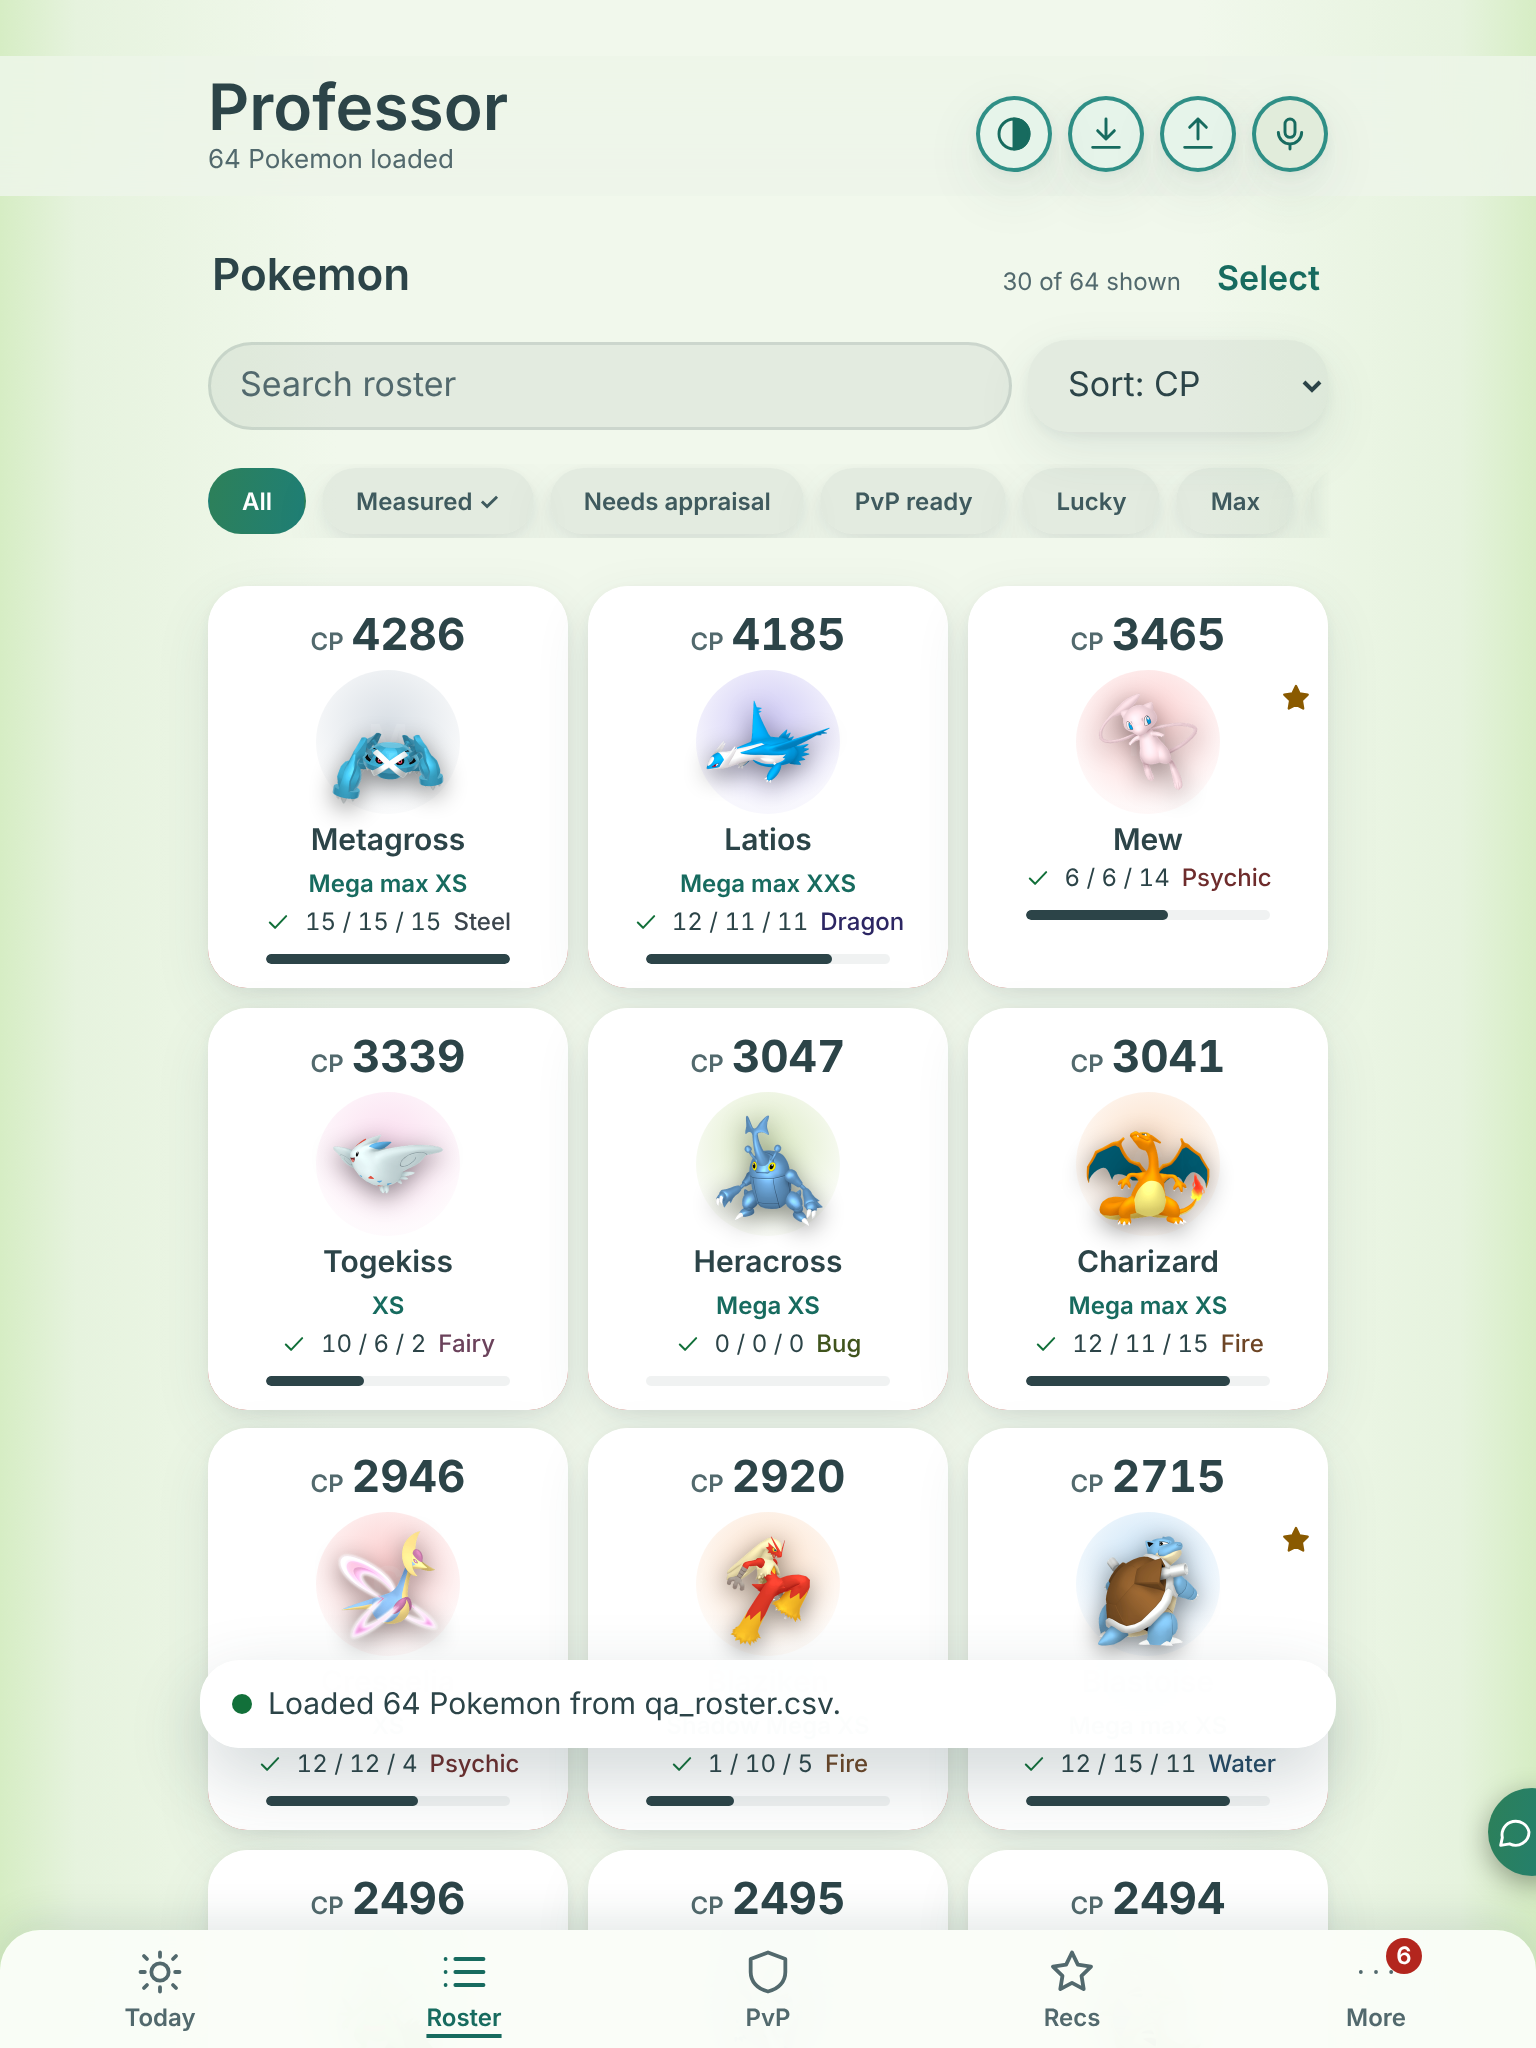 Professor
64 Pokemon loaded
Pokemon
30 of 64 shown
Select
Search roster
Sort: CP
All
Measured ✓
Needs appraisal
PvP ready
Lucky
Max
CP 4286
Metagross
Mega max XS
✓ 15 / 15 / 15 Steel
CP 4185
Latios
Mega max XXS
✓ 12 / 11 / 11 Dragon
CP 3465
Mew
✓ 6 / 6 / 14 Psychic
CP 3339
Togekiss
XS
✓ 10 / 6 / 2 Fairy
CP 3047
Heracross
Mega XS
✓ 0 / 0 / 0 Bug
CP 3041
Charizard
Mega max XS
✓ 12 / 11 / 15 Fire
CP 2946
CP 2920
CP 2715
Loaded 64 Pokemon from qa_roster.csv.
✓ 12 / 12 / 4 Psychic
✓ 1 / 10 / 5 Fire
✓ 12 / 15 / 11 Water
CP 2496
CP 2495
CP 2494
Today
Roster
PvP
Recs
6
More